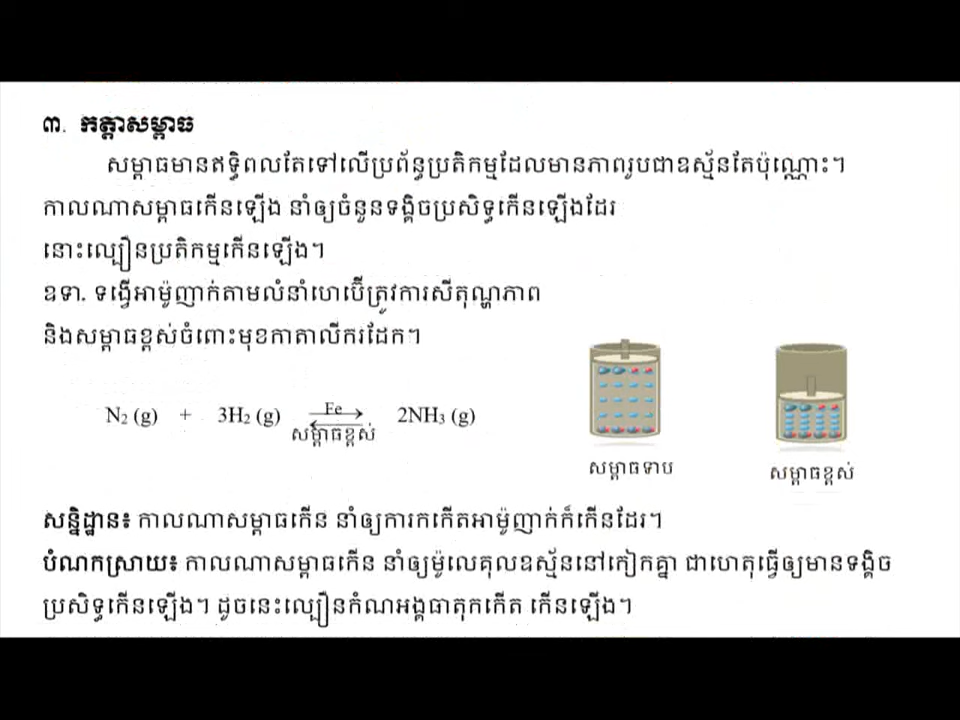 ៣. កត្តាសម្ពាធ
សម្ពាធមានឥទ្ធិពលតែទៅលើប្រព័ន្ធប្រតិកម្មដែលមានភាពរូបជាឧស្ម័នតែប៉ុណ្ណោះ។
កាលណាសម្ពាធកើនឡើង នាំឲ្យចំនួនទង្គិចប្រសិទ្ធកើនឡើងដែរ
នោះល្បឿនប្រតិកម្មកើនឡើង។
ឧទា. ទង្វើអាម៉ូញាក់តាមលំនាំហេប៊ើត្រូវការសីតុណ្ហភាព
និងសម្ពាធខ្ពស់ចំពោះមុខកាតាលីករដែក។
N₂ (g) + 3H₂ (g) Fe 2NH₃ (g)
សម្ពាធខ្ពស់
សម្ពាធទាប សម្ពាធខ្ពស់
សន្និដ្ឋាន៖ កាលណាសម្ពាធកើន នាំឲ្យការកកើតអាម៉ូញាក់ក៏កើនដែរ។
បំណកស្រាយ៖ កាលណាសម្ពាធកើន នាំឲ្យម៉ូលេគុលឧស្ម័ននៅកៀកគ្នា ជាហេតុធ្វើឲ្យមានទង្គិច
ប្រសិទ្ធកើនឡើង។ ដូចនេះល្បឿនកំណអង្គធាតុកកើត កើនឡើង។